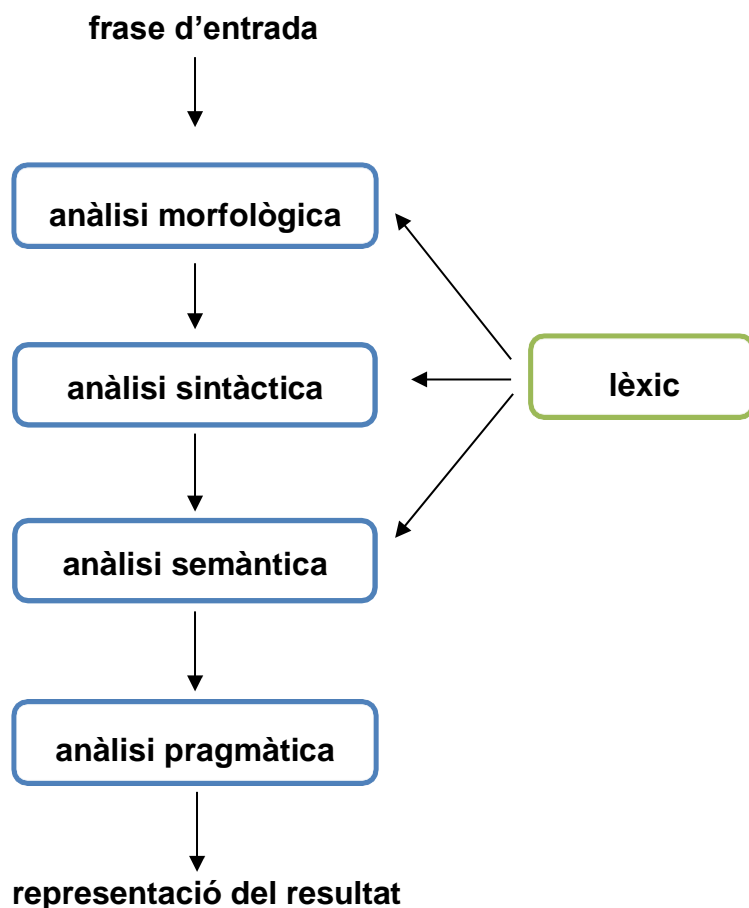 frase d’entrada
anàlisi morfològica
anàlisi sintàctica
lèxic
anàlisi semàntica
anàlisi pragmàtica
representació del resultat